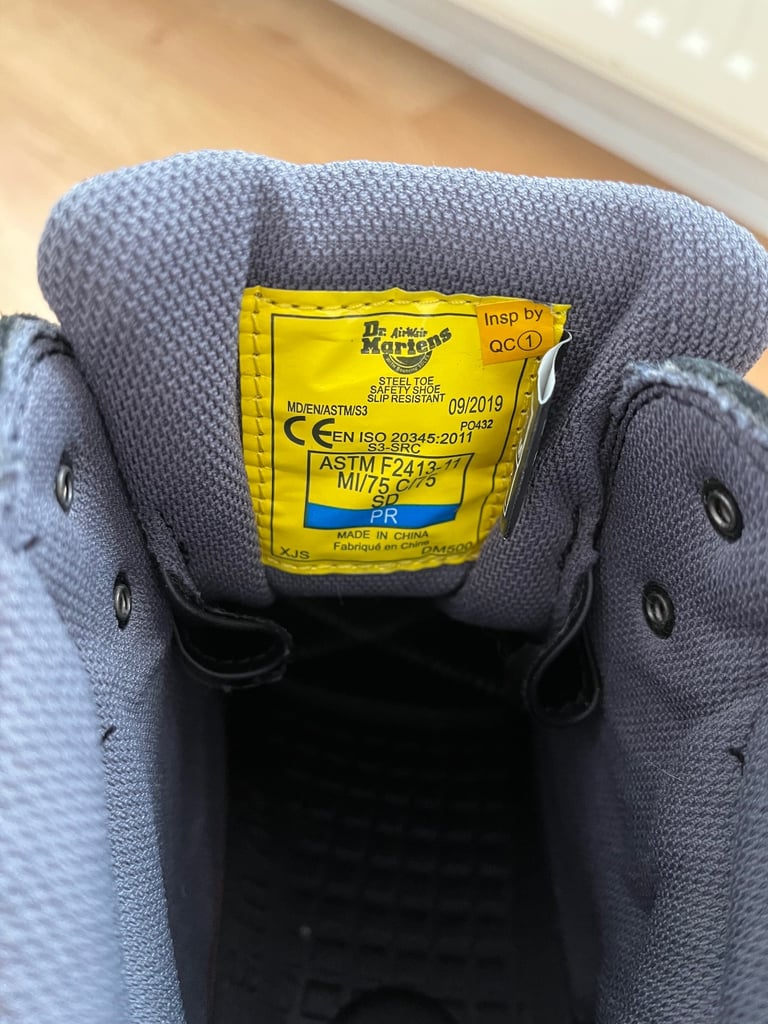 Insp by
QC①
Dr. AirWair
Martens
STEEL TOE
SAFETY SHOE
SLIP RESISTANT
MD/EN/ASTM/S3
09/2019
PO432
CE EN ISO 20345:2011
S3-SRC
ASTM F2413-11
MI/75 C/75
SD
PR
MADE IN CHINA
Fabriqué en Chine
XJS
DM500